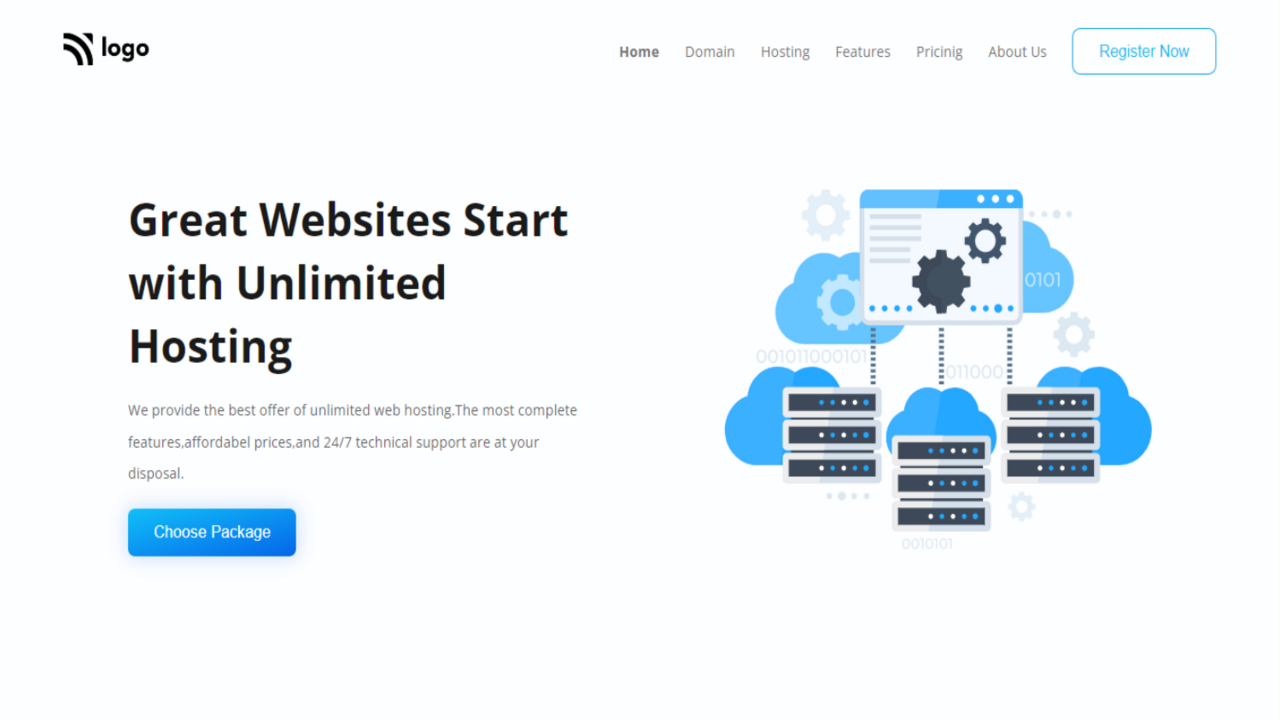 logo
Home Domain Hosting Features Pricinig About Us Register Now
Great Websites Start
with Unlimited
Hosting
We provide the best offer of unlimited web hosting.The most complete
features,affordabel prices,and 24/7 technical support are at your
disposal.
Choose Package
0101
001011000101
011000
0010101